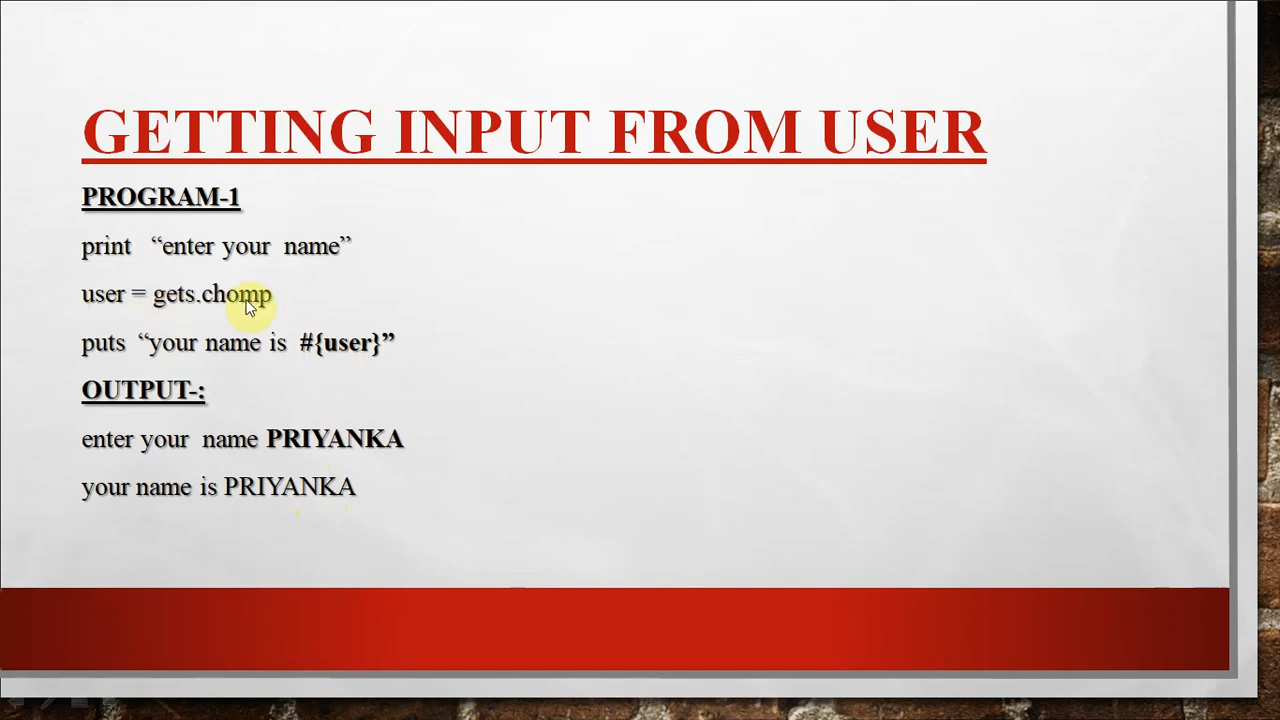 GETTING INPUT FROM USER
PROGRAM-1
print “enter your name”
user = gets.chomp
puts “your name is #{user}”
OUTPUT-:
enter your name PRIYANKA
your name is PRIYANKA